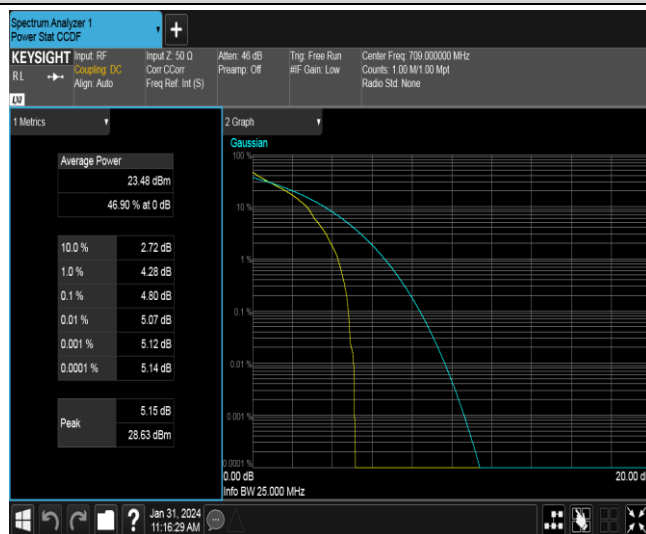 Spectrum Analyzer 1
Power Stat CCDF
+
KEYSIGHT
RL
LXI
Input: RF
Coupling: DC
Align: Auto
Input Z: 50 Ω
Corr CCorr
Freq Ref: Int (S)
Atten: 46 dB
Preamp: Off
Trig: Free Run
#IF Gain: Low
Center Freq: 709.000000 MHz
Counts: 1.00 M/1.00 Mpt
Radio Std: None
1 Metrics
Average Power
23.48 dBm
46.90 % at 0 dB
10.0 % 2.72 dB
1.0 % 4.28 dB
0.1 % 4.80 dB
0.01 % 5.07 dB
0.001 % 5.12 dB
0.0001 % 5.14 dB
Peak
5.15 dB
28.63 dBm
2 Graph
Gaussian
100 %
10 %
1 %
0.1 %
0.01 %
0.001 %
0.0001 %
0.00 dB
20.00 d
Info BW 25.000 MHz
?
Jan 31, 2024
11:16:29 AM